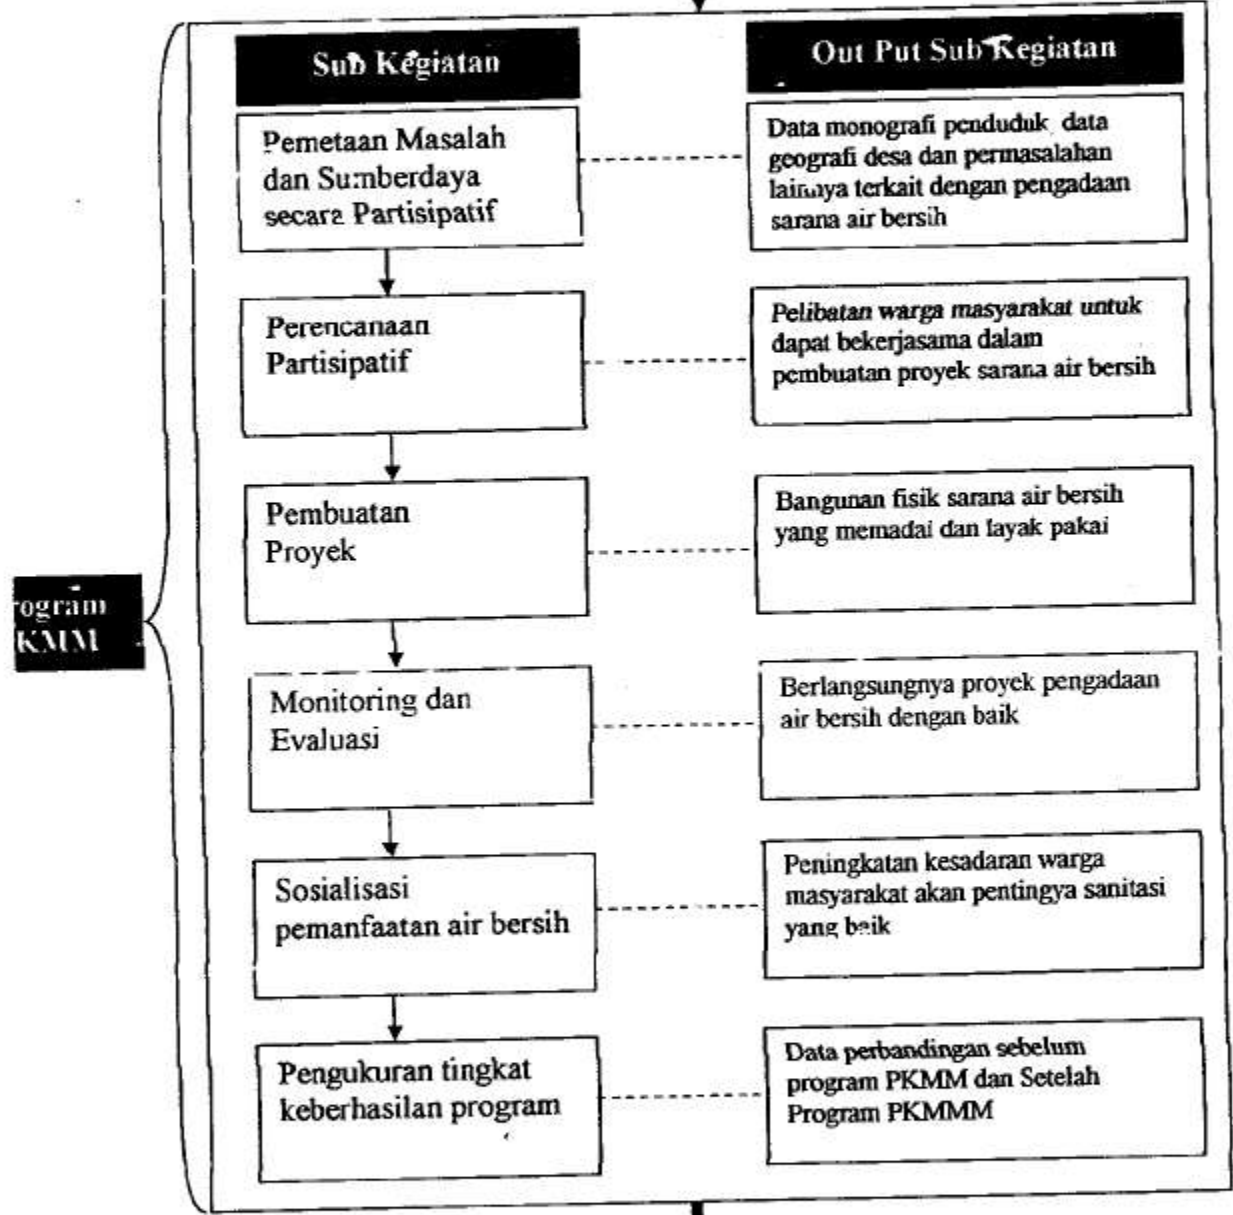 Sub Kegiatan
Out Put Sub Kegiatan
Pemetaan Masalah
dan Sumberdaya
secara Partisipatif
Data monografi penduduk data
geografi desa dan permasalahan
lainnya terkait dengan pengadaan
sarana air bersih
Perencanaan
Partisipatif
Pelibatan warga masyarakat untuk
dapat bekerjasama dalam
pembuatan proyek sarana air bersih
Pembuatan
Proyek
Bangunan fisik sarana air bersih
yang memadai dan layak pakai
rogram
KMM
Monitoring dan
Evaluasi
Berlangsungnya proyek pengadaan
air bersih dengan baik
Sosialisasi
pemanfaatan air bersih
Peningkatan kesadaran warga
masyarakat akan pentingya sanitasi
yang baik
Pengukuran tingkat
keberhasilan program
Data perbandingan sebelum
program PKMM dan Setelah
Program PKMMM